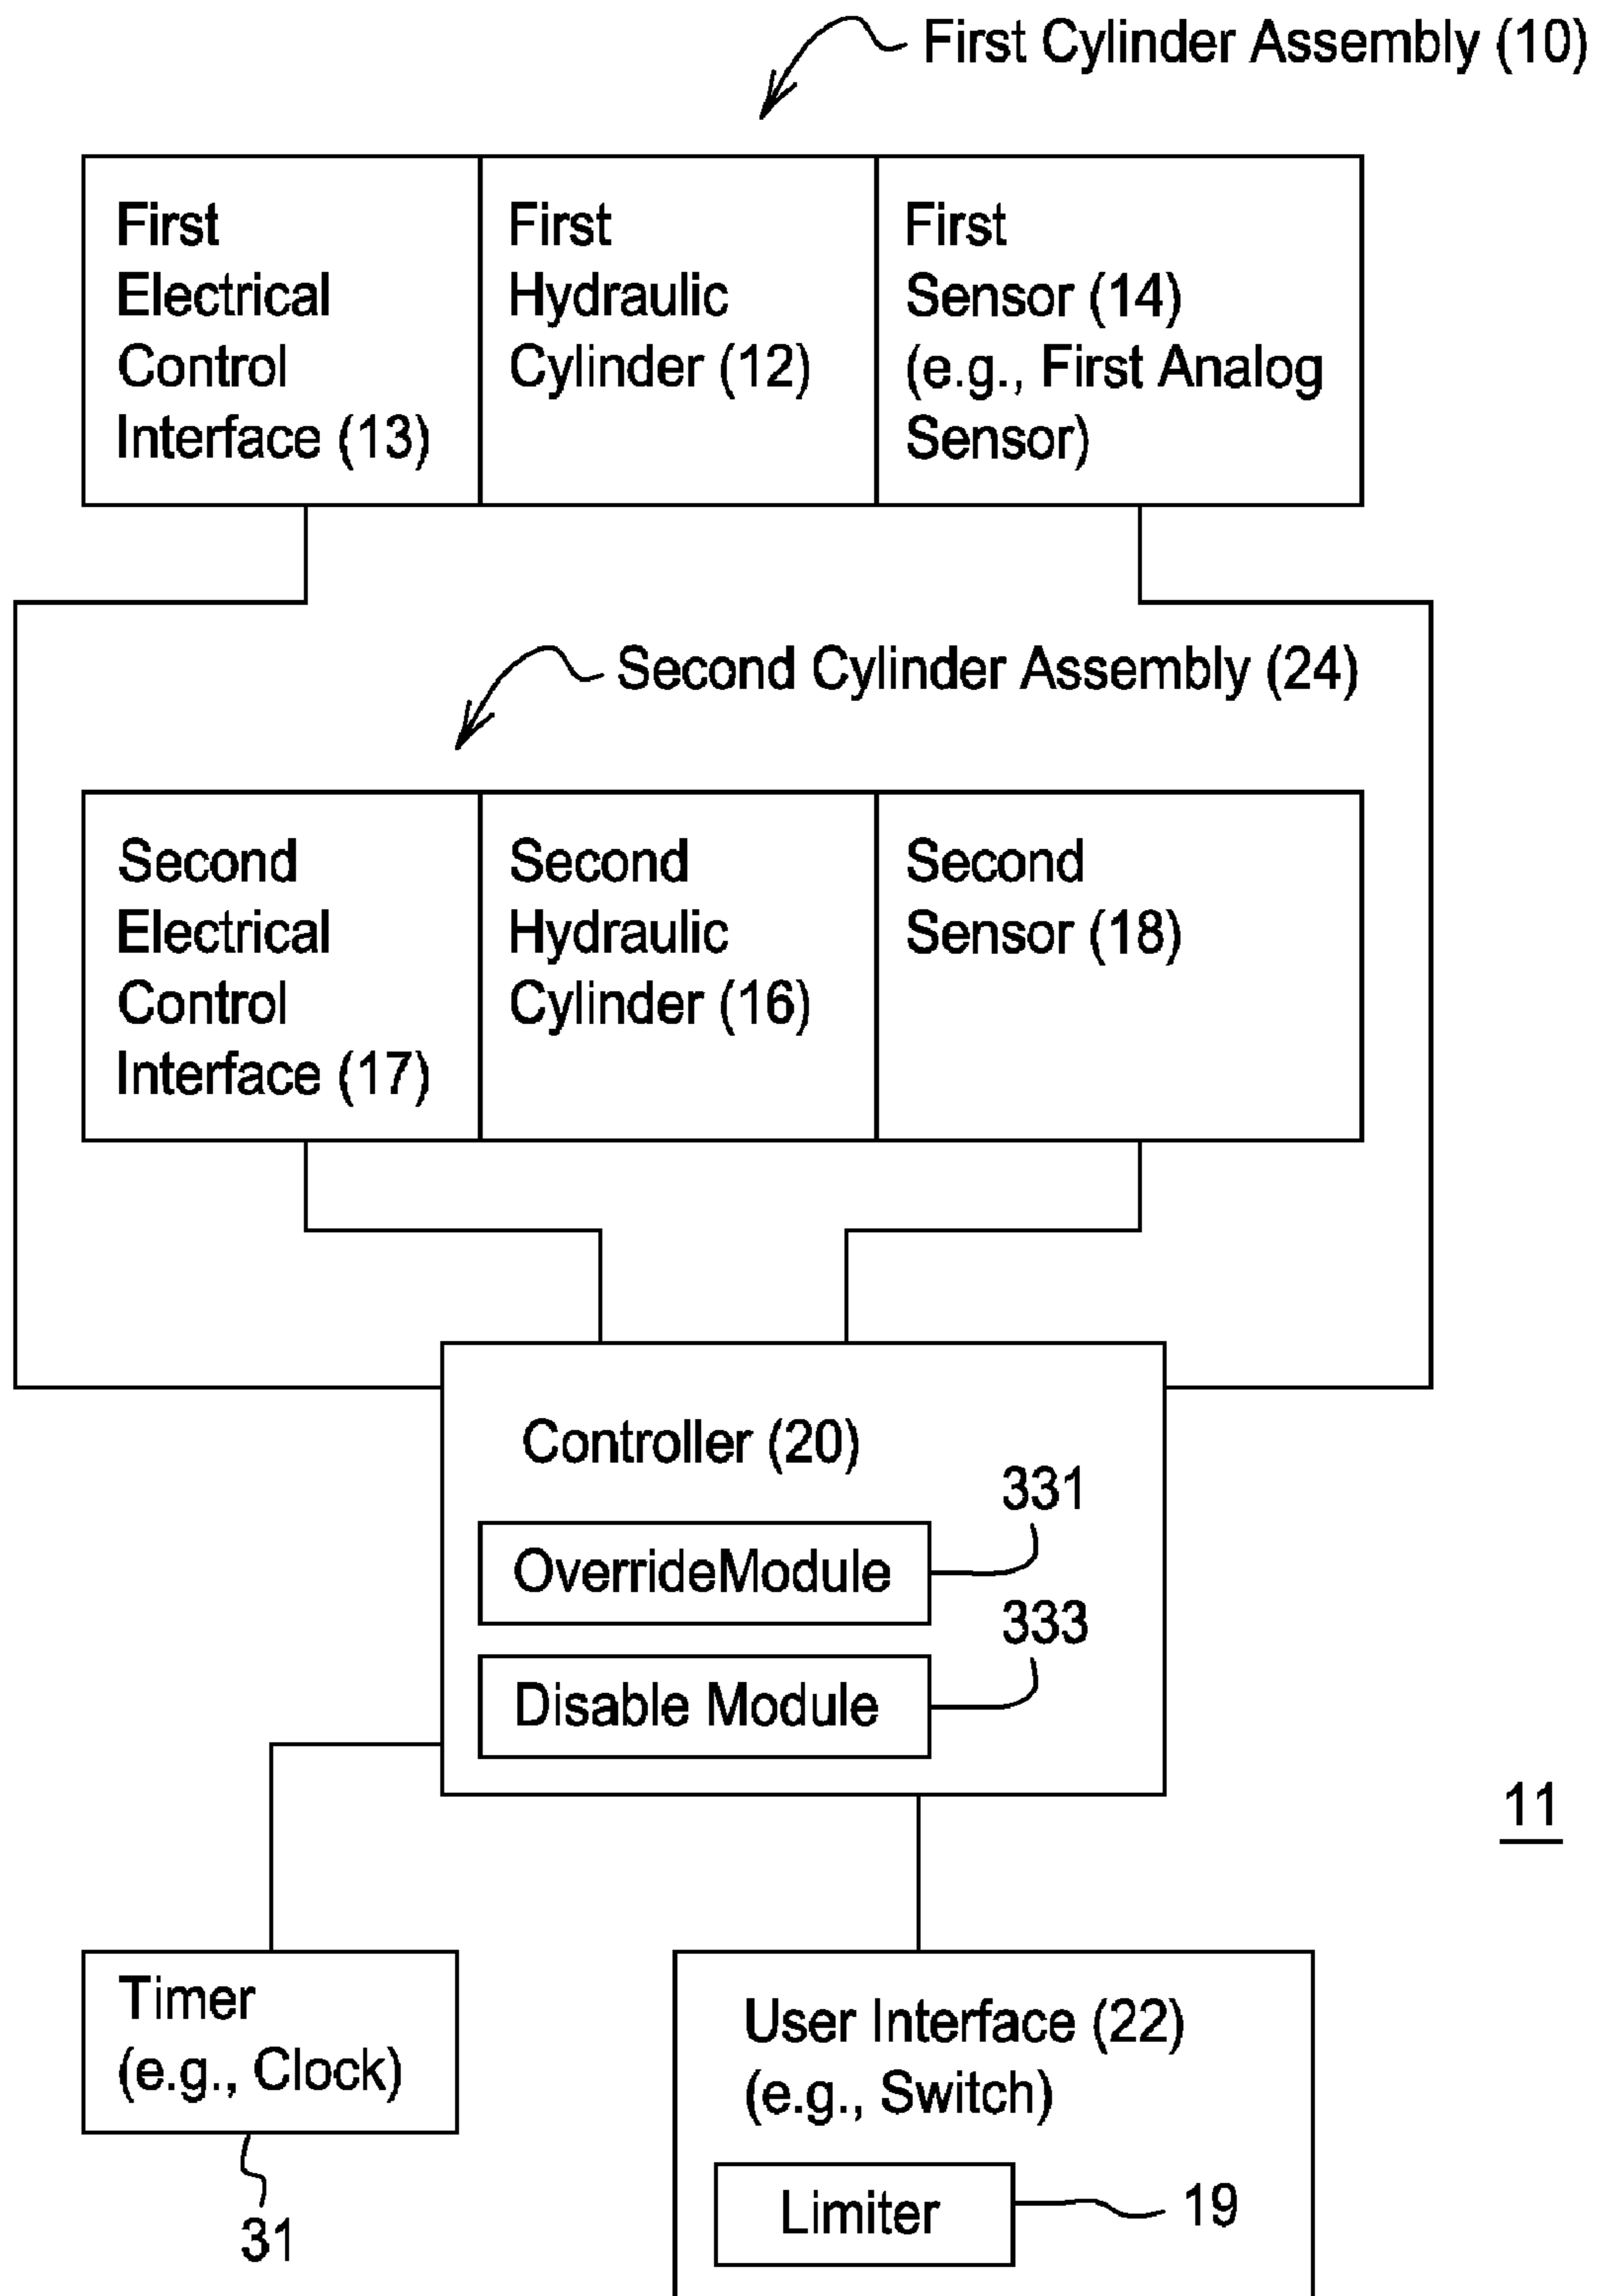 First Cylinder Assembly (10)
First
Electrical
Control
Interface (13)
First
Hydraulic
Cylinder (12)
First
Sensor (14)
(e.g., First Analog
Sensor)
Second Cylinder Assembly (24)
Second
Electrical
Control
Interface (17)
Second
Hydraulic
Cylinder (16)
Second
Sensor (18)
Controller (20)
331
OverrideModule
333
Disable Module
11
Timer
(e.g., Clock)
31
User Interface (22)
(e.g., Switch)
Limiter
19